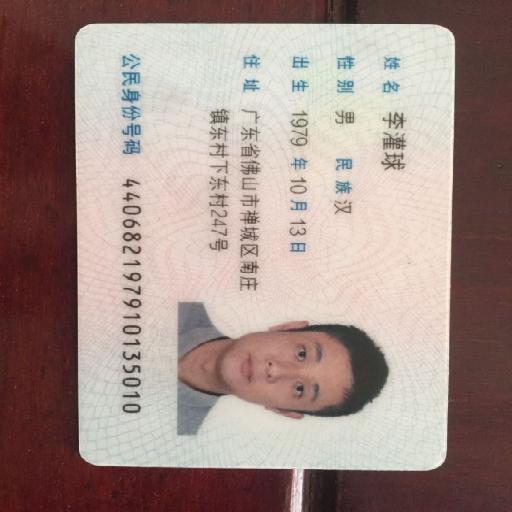 姓名 李灌球
性别 男 民族 汉
出生 1979 年 10 月 13 日
住址 广东省佛山市禅城区南庄
镇东村下东村247号
公民身份号码 440682197910135010